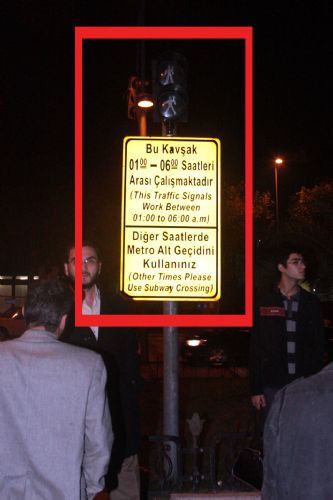 Bu Kavşak
01⁰⁰ – 06⁰⁰ Saatleri
Arası Çalışmaktadır
(This Traffic Signals
Work Between
01:00 to 06:00 a.m)
Diğer Saatlerde
Metro Alt Geçidini
Kullanınız
(Other Times Please
Use Subway Crossing)